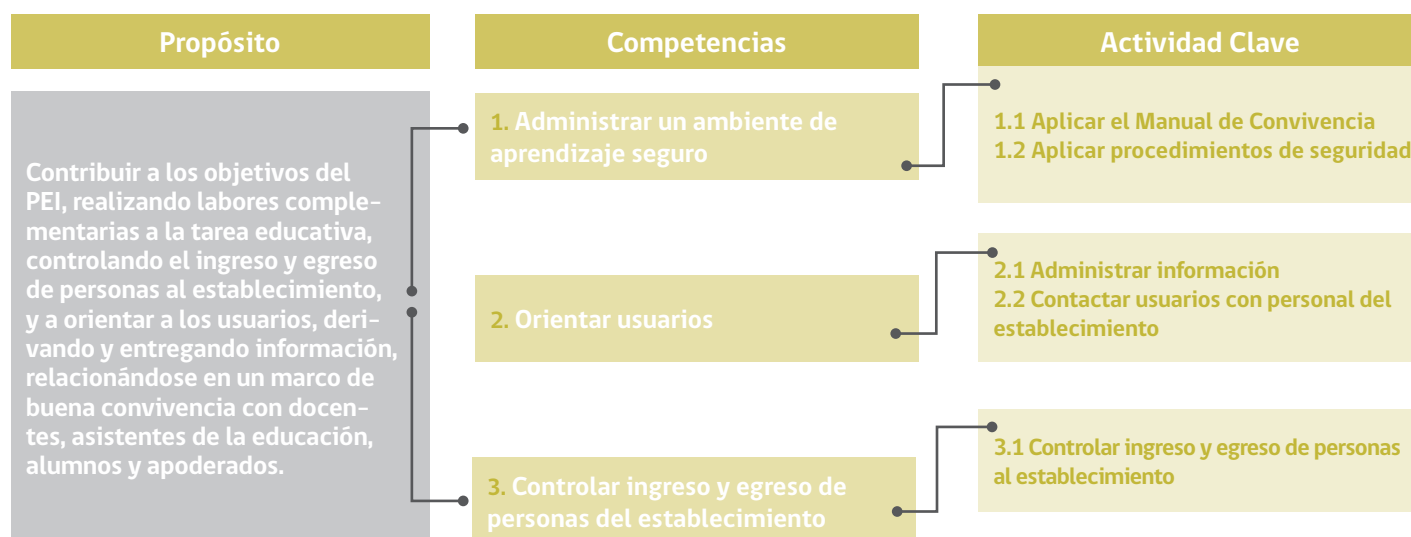 Propósito
Contribuir a los objetivos del
PEI, realizando labores comple-
mentarias a la tarea educativa,
controlando el ingreso y egreso
de personas al establecimiento,
y a orientar a los usuarios, deri-
vando y entregando información,
relacionándose en un marco de
buena convivencia con docen-
tes, asistentes de la educación,
alumnos y apoderados.
Competencias
1. Administrar un ambiente de
aprendizaje seguro
2. Orientar usuarios
3. Controlar ingreso y egreso de
personas del establecimiento
Actividad Clave
1.1 Aplicar el Manual de Convivencia
1.2 Aplicar procedimientos de seguridad
2.1 Administrar información
2.2 Contactar usuarios con personal del
establecimiento
3.1 Controlar ingreso y egreso de personas
al establecimiento